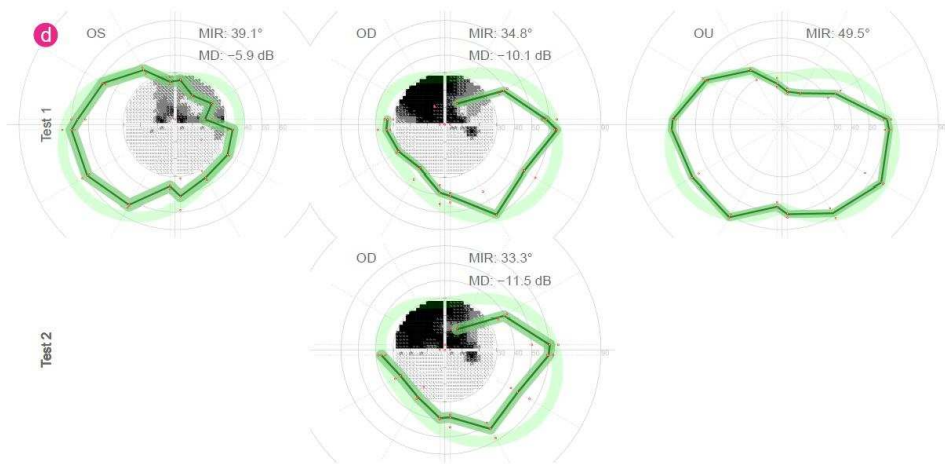 d
OS
MIR: 39.1°
MD: −5.9 dB
OD
MIR: 34.8°
MD: −10.1 dB
OU
MIR: 49.5°
Test 1
OD
MIR: 33.3°
MD: −11.5 dB
Test 2